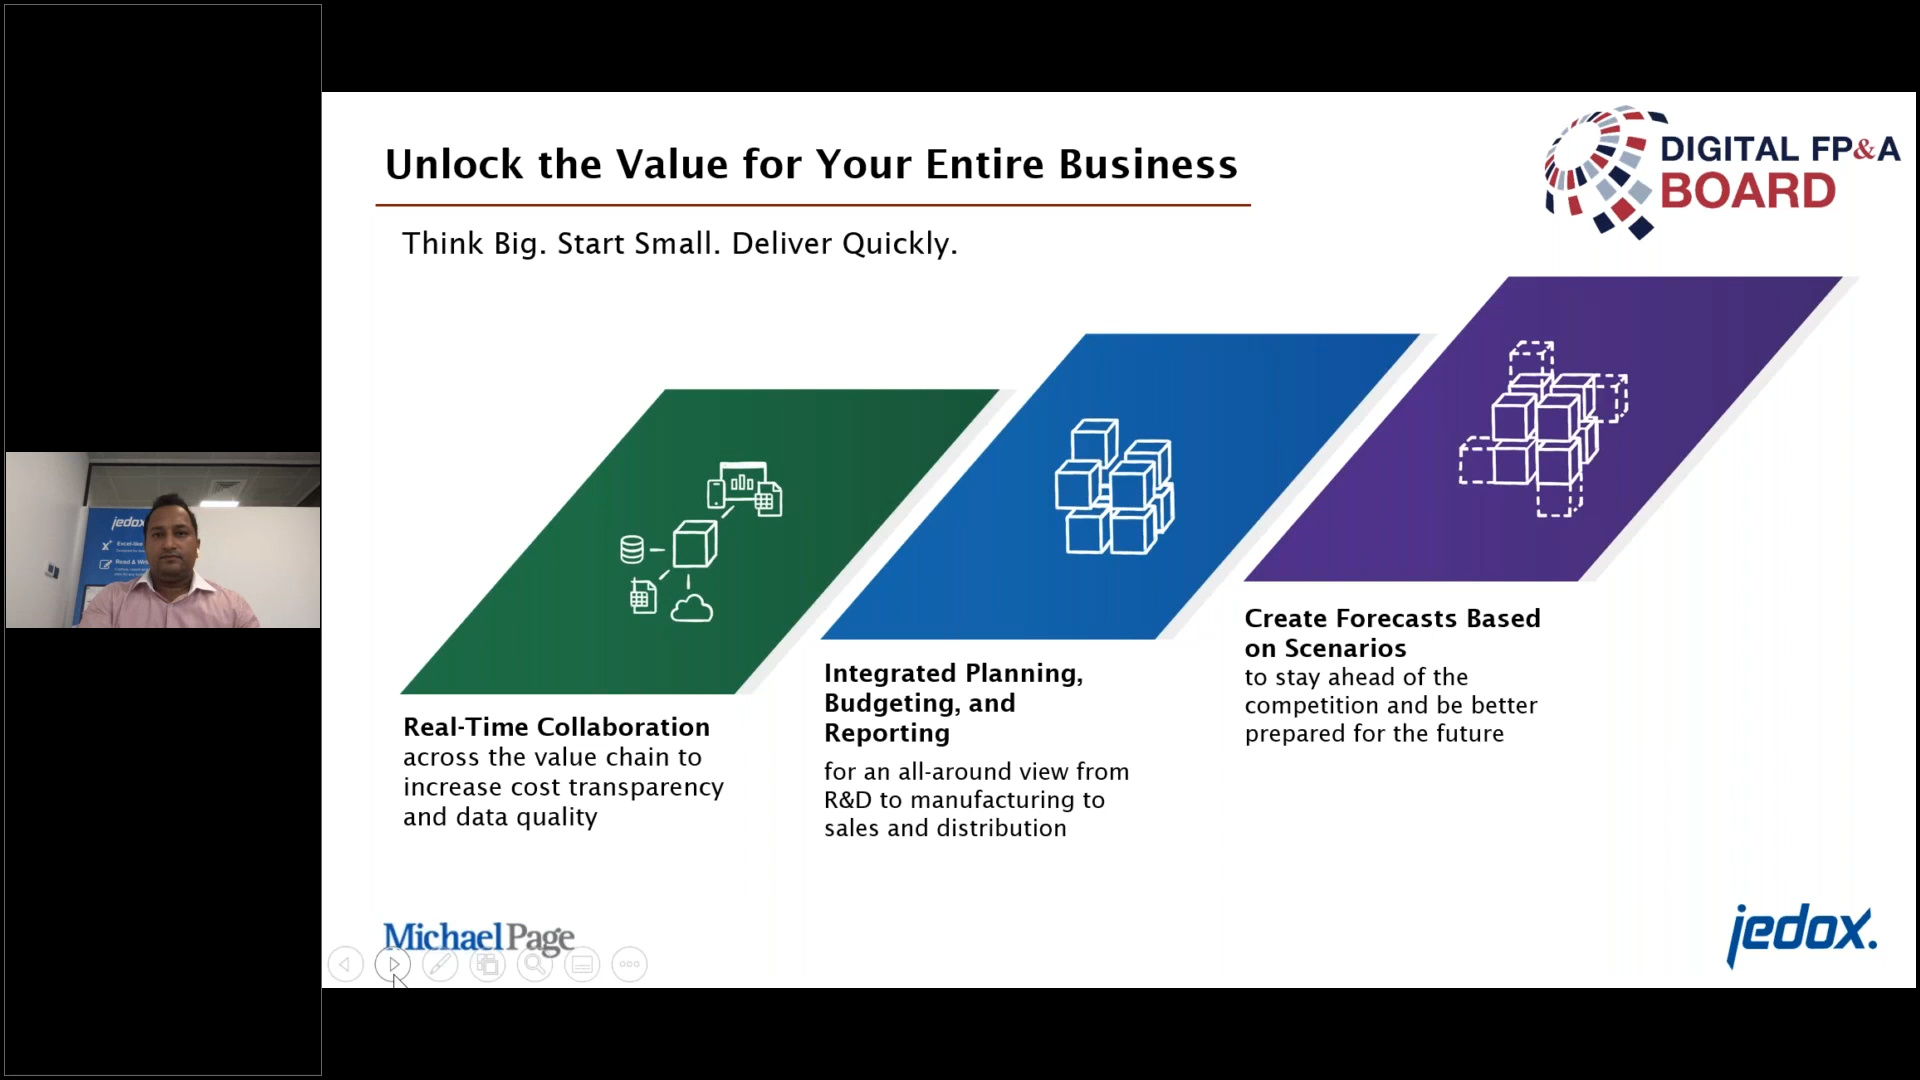 Unlock the Value for Your Entire Business
Think Big. Start Small. Deliver Quickly.
DIGITAL FP&A
BOARD
Real-Time Collaboration
across the value chain to
increase cost transparency
and data quality
Integrated Planning,
Budgeting, and
Reporting
for an all-around view from
R&D to manufacturing to
sales and distribution
Create Forecasts Based
on Scenarios
to stay ahead of the
competition and be better
prepared for the future
MichaelPage
jedox.
jedox
Excel-like
Read &